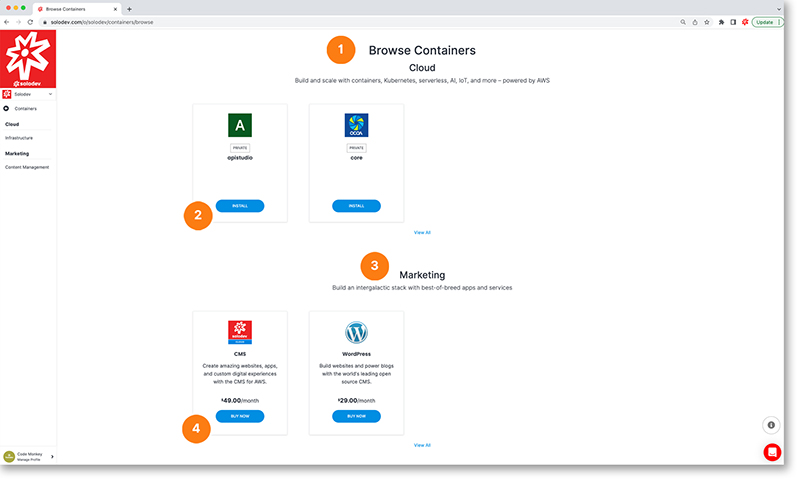 Browse Containers
Update
solodev.com/o/solodev/containers/browse
solodev
Solodev
Containers
Cloud
Infrastructure
Marketing
Content Management
1
Browse Containers
Cloud
Build and scale with containers, Kubernetes, serverless, AI, IoT, and more – powered by AWS
A
OCOA
PRIVATE
PRIVATE
opistudio
core
INSTALL
INSTALL
2
View All
3
Marketing
Build an intergalactic stack with best-of-breed apps and services
solodev
CMS
WordPress
Create amazing websites, apps,
and custom digital experiences
with the CMS for AWS.
Build websites and power blogs
with the world's leading open
source CMS.
$49.00/month
$29.00/month
BUY NOW
BUY NOW
4
View All
Code Monkey
Manage Profile